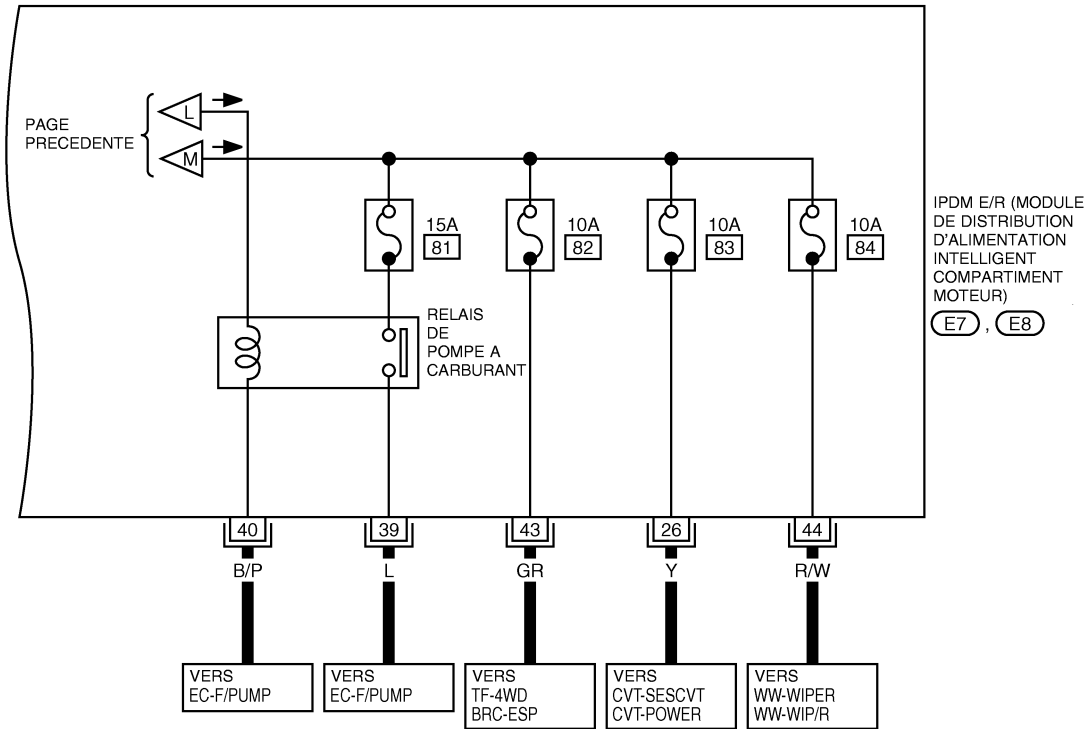 PAGE
PRECEDENTE
L
M
15A
81
10A
82
10A
83
10A
84
IPDM E/R (MODULE
DE DISTRIBUTION
D'ALIMENTATION
INTELLIGENT
COMPARTIMENT
MOTEUR)
E7 , E8
RELAIS
DE
POMPE A
CARBURANT
40
39
43
26
44
B/P
L
GR
Y
R/W
VERS
EC-F/PUMP
VERS
EC-F/PUMP
VERS
TF-4WD
BRC-ESP
VERS
CVT-SESCVT
CVT-POWER
VERS
WW-WIPER
WW-WIP/R